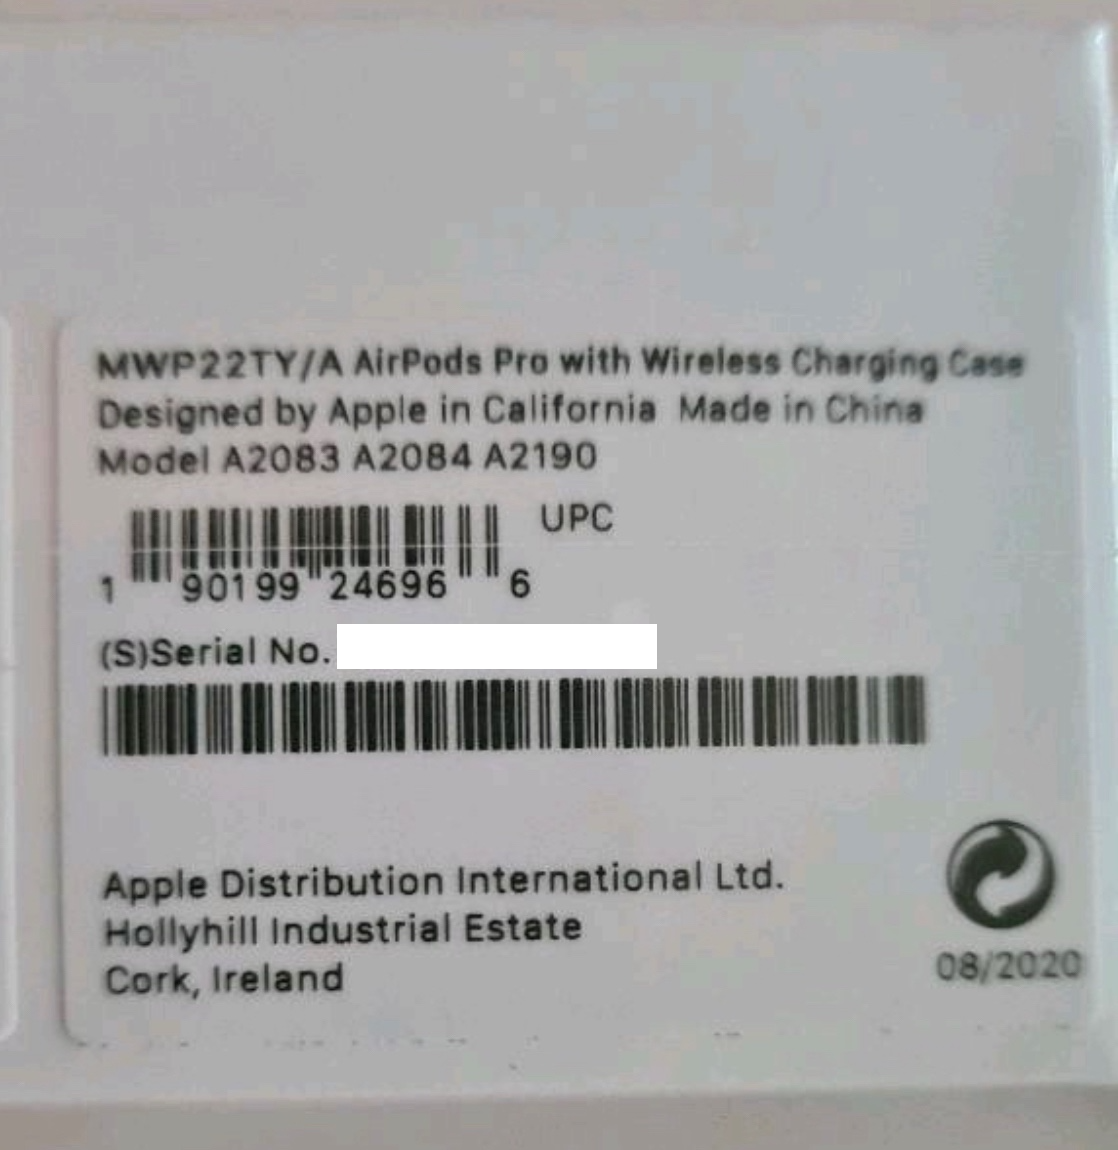 MWP22TY/A AirPods Pro with Wireless Charging Case
Designed by Apple in California Made in China
Model A2083 A2084 A2190
UPC
1 90199 24696 6
(S)Serial No.
Apple Distribution International Ltd.
Hollyhill Industrial Estate
Cork, Ireland
08/2020